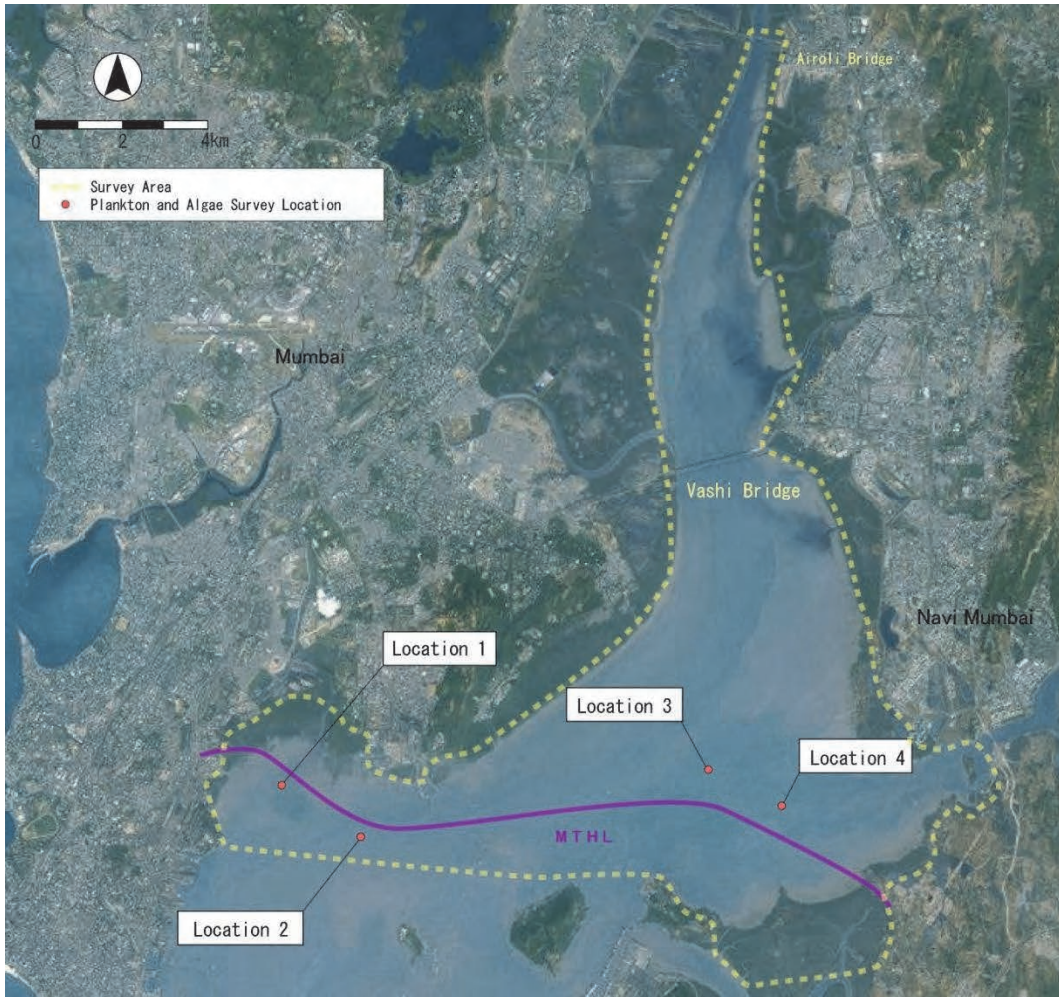 Airoli Bridge
0 2 4km
Survey Area
Plankton and Algae Survey Location
Mumbai
Vashi Bridge
Navi Mumbai
Location 1
Location 3
Location 4
MTHL
Location 2